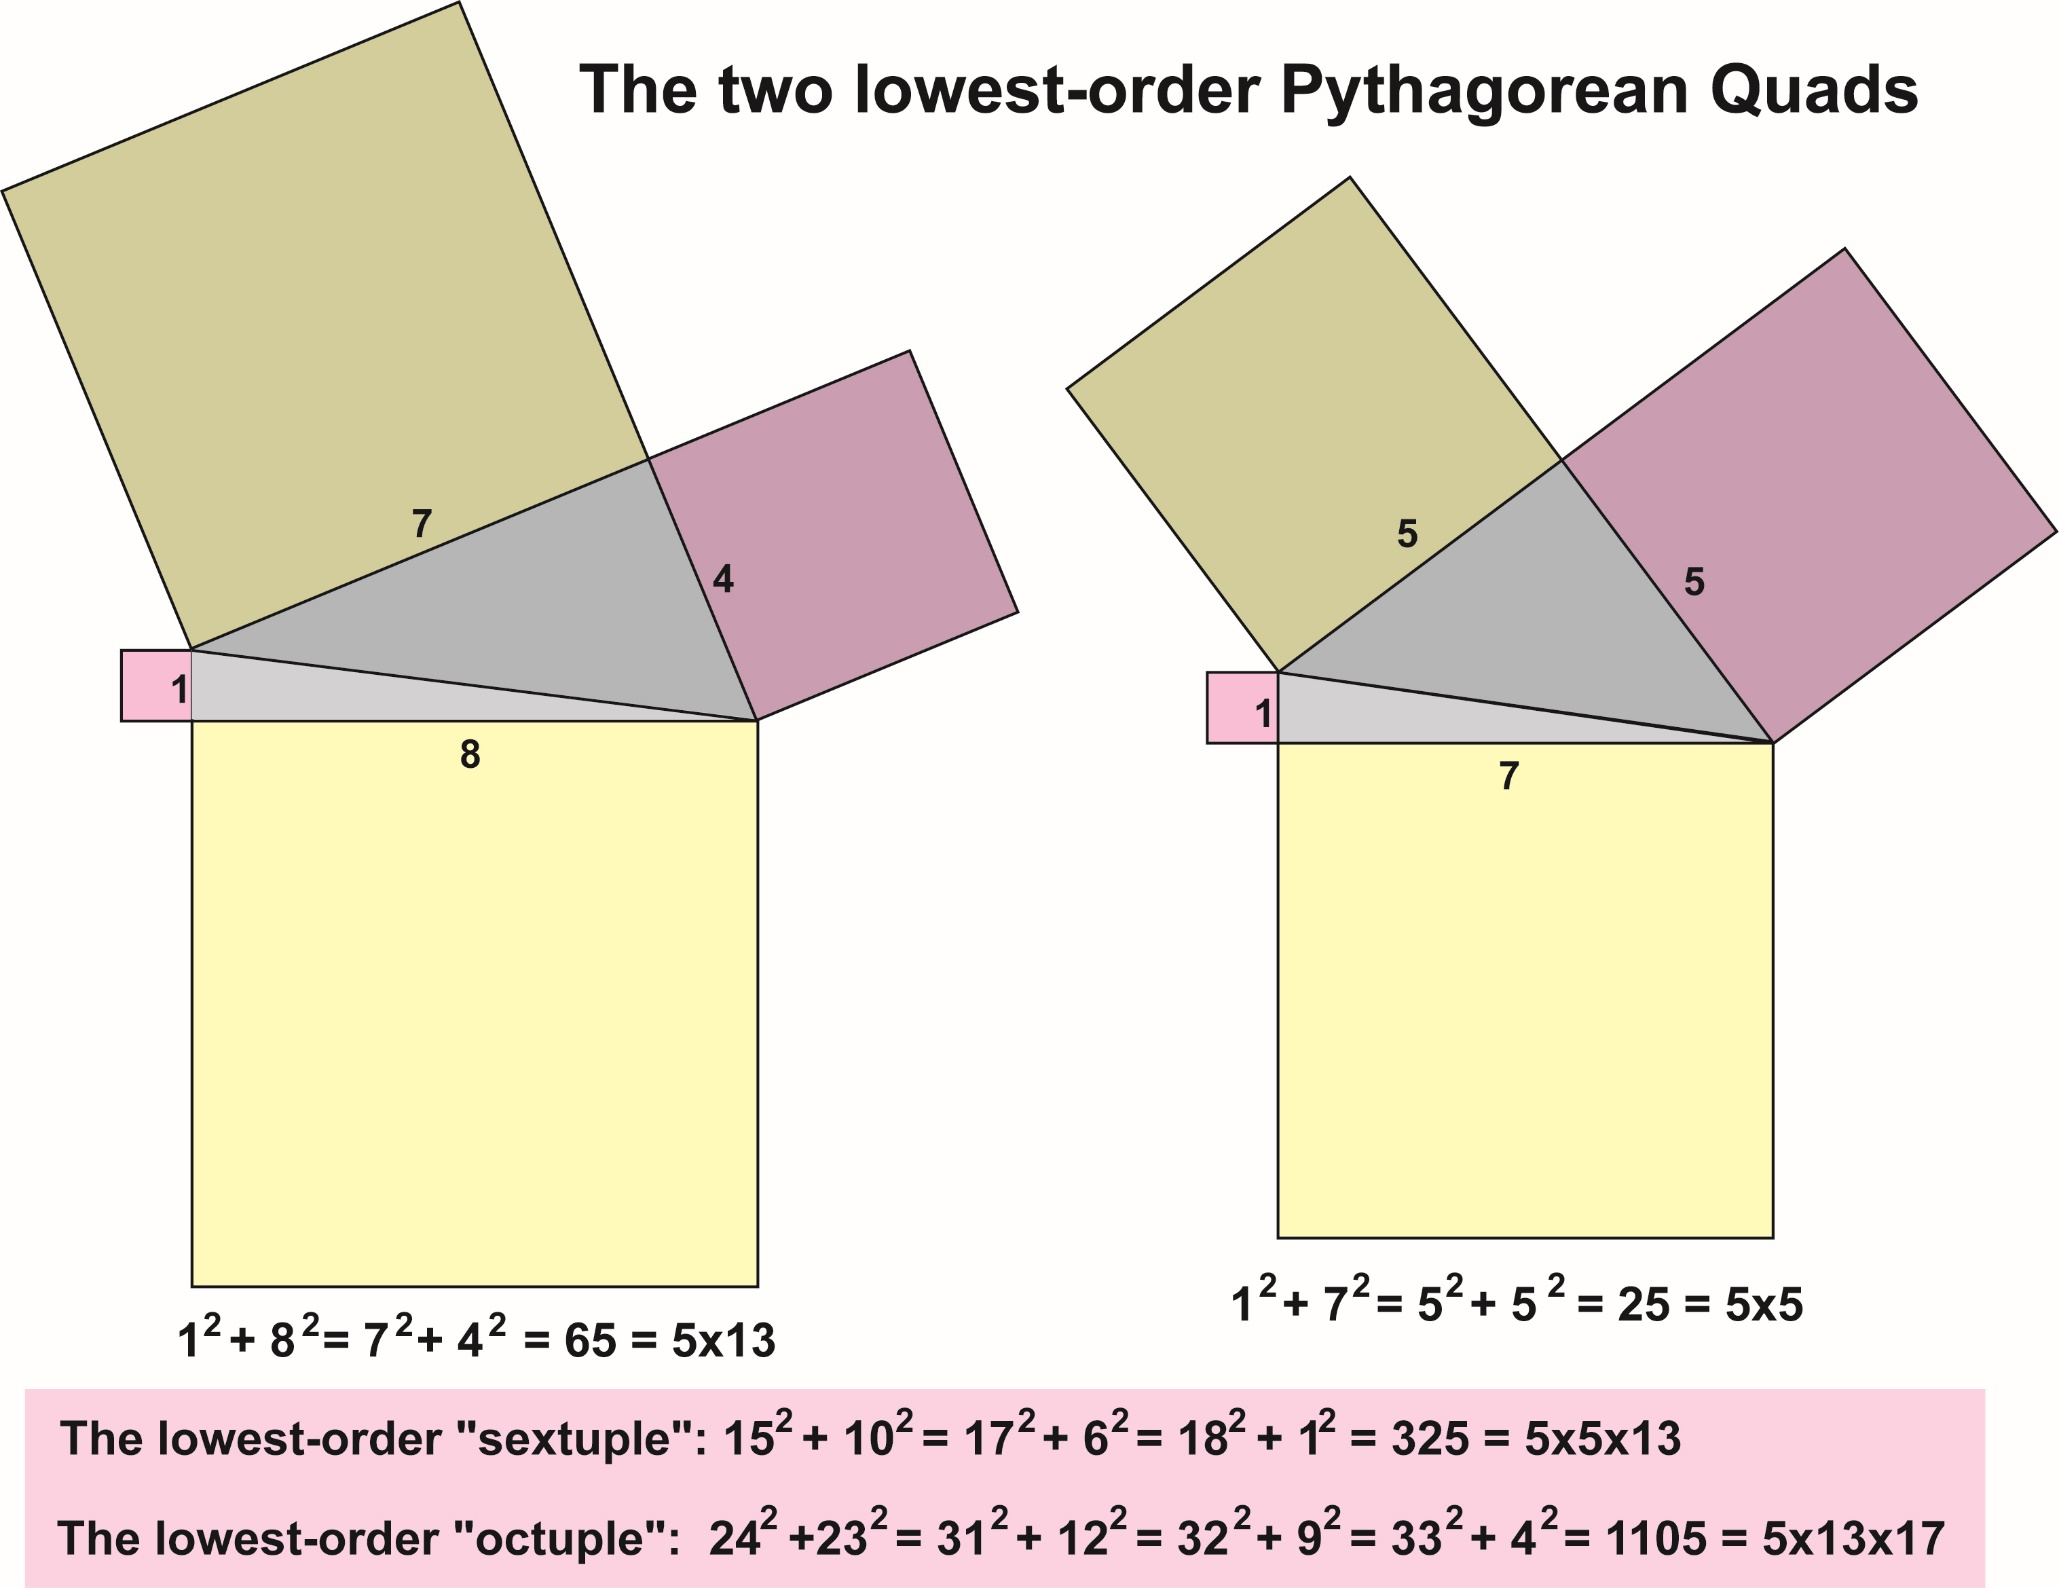 The two lowest-order Pythagorean Quads
7
4
1
8
5
5
1
7
1² + 8² = 7² + 4² = 65 = 5x13
1² + 7² = 5² + 5² = 25 = 5x5
The lowest-order "sextuple": 15² + 10² = 17² + 6² = 18² + 1² = 325 = 5x5x13
The lowest-order "octuple": 24² +23² = 31² + 12² = 32² + 9² = 33² + 4² = 1105 = 5x13x17